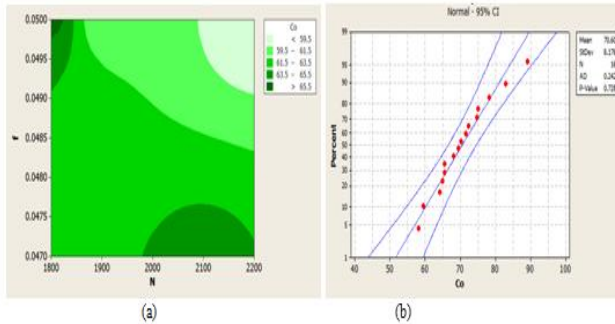 Co
< 59.5
59.5 – 61.5
61.5 – 63.5
63.5 – 65.5
> 65.5
0.0500
0.0495
0.0490
0.0485
0.0480
0.0475
0.0470
1800
1900
2000
2100
2200
N
(a)
Normal - 95% CI
Percent
99
95
90
80
70
60
50
40
30
20
10
5
1
40
50
60
70
80
90
100
Co
Mean
StDev
N
AD
P-Value
(b)